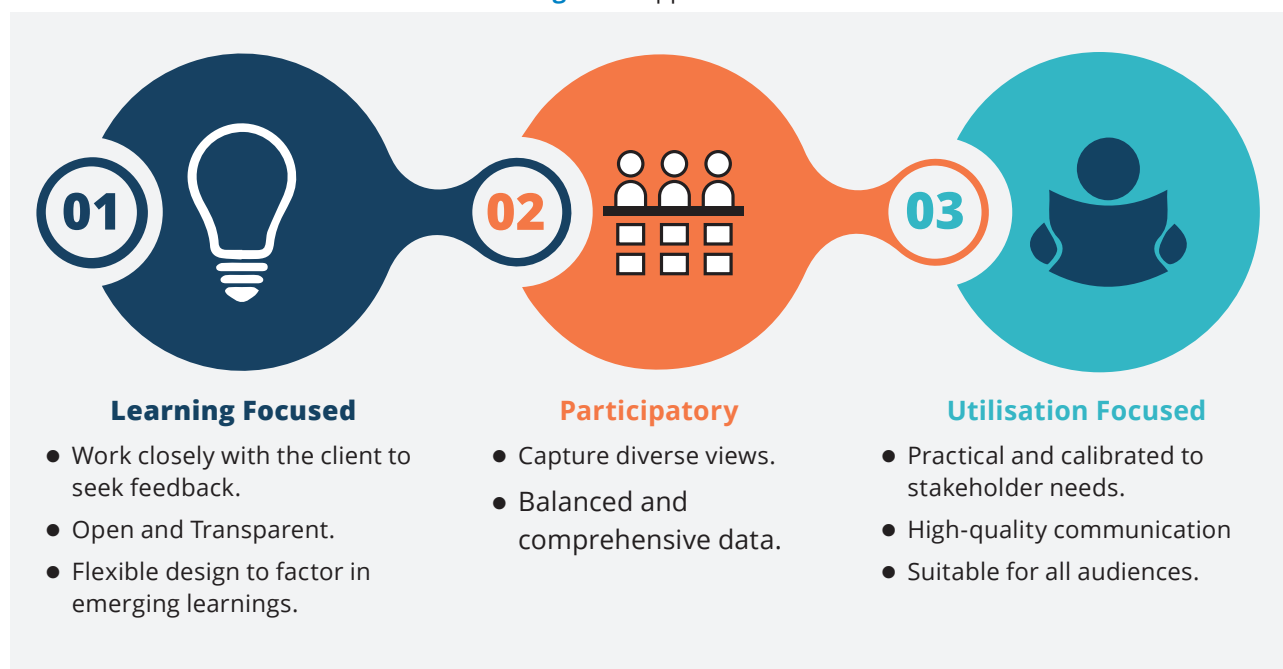 01
02
03
Learning Focused
● Work closely with the client to
seek feedback.
● Open and Transparent.
● Flexible design to factor in
emerging learnings.
Participatory
● Capture diverse views.
● Balanced and
comprehensive data.
Utilisation Focused
● Practical and calibrated to
stakeholder needs.
● High-quality communication
● Suitable for all audiences.